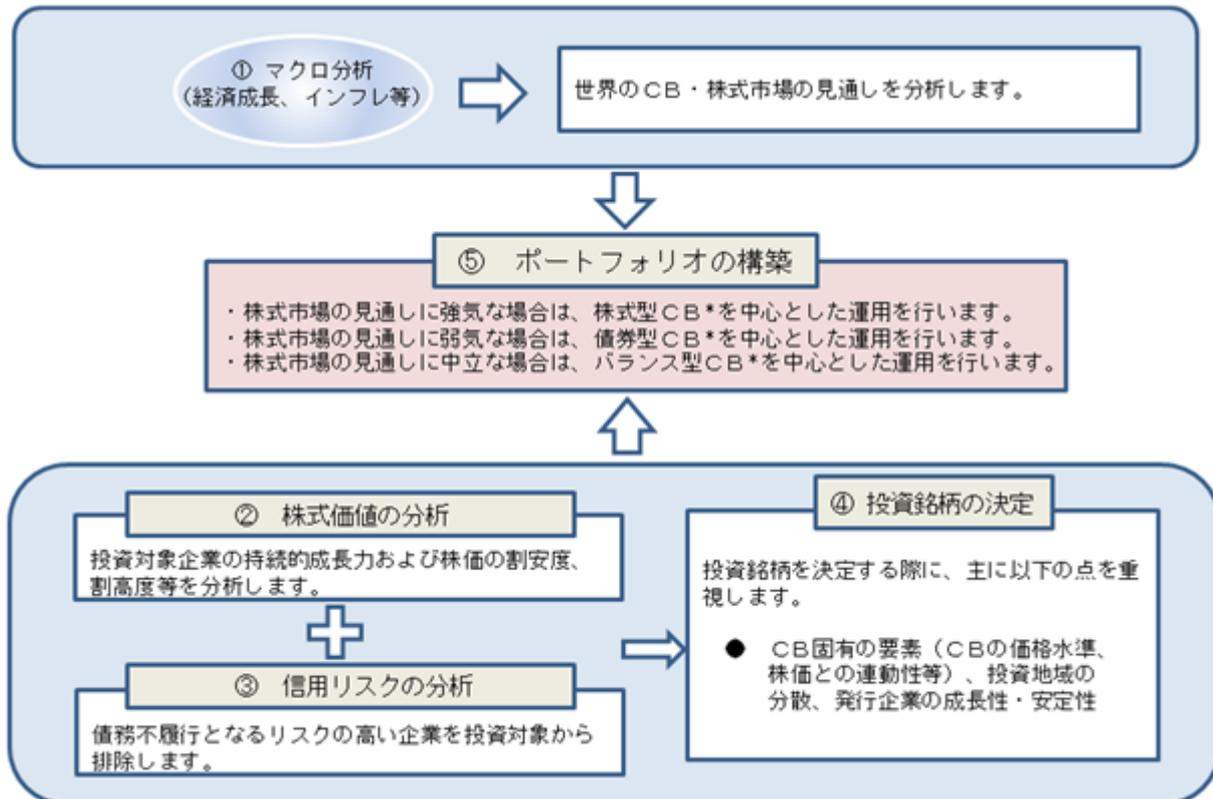 ① マクロ分析
（経済成長、インフレ等）
世界のＣＢ・株式市場の見通しを分析します。
⑤　ポートフォリオの構築
・株式市場の見通しに強気な場合は、株式型ＣＢ*を中心とした運用を行います。
・株式市場の見通しに弱気な場合は、債券型ＣＢ*を中心とした運用を行います。
・株式市場の見通しに中立な場合は、バランス型ＣＢ*を中心とした運用を行います。
②　株式価値の分析
投資対象企業の持続的成長力および株価の割安度、
割高度等を分析します。
③　信用リスクの分析
債務不履行となるリスクの高い企業を投資対象から
排除します。
④ 投資銘柄の決定
投資銘柄を決定する際に、主に以下の点を重
視します。
●　ＣＢ固有の要素（ＣＢの価格水準、
株価との連動性等）、投資地域の
分散、発行企業の成長性・安定性